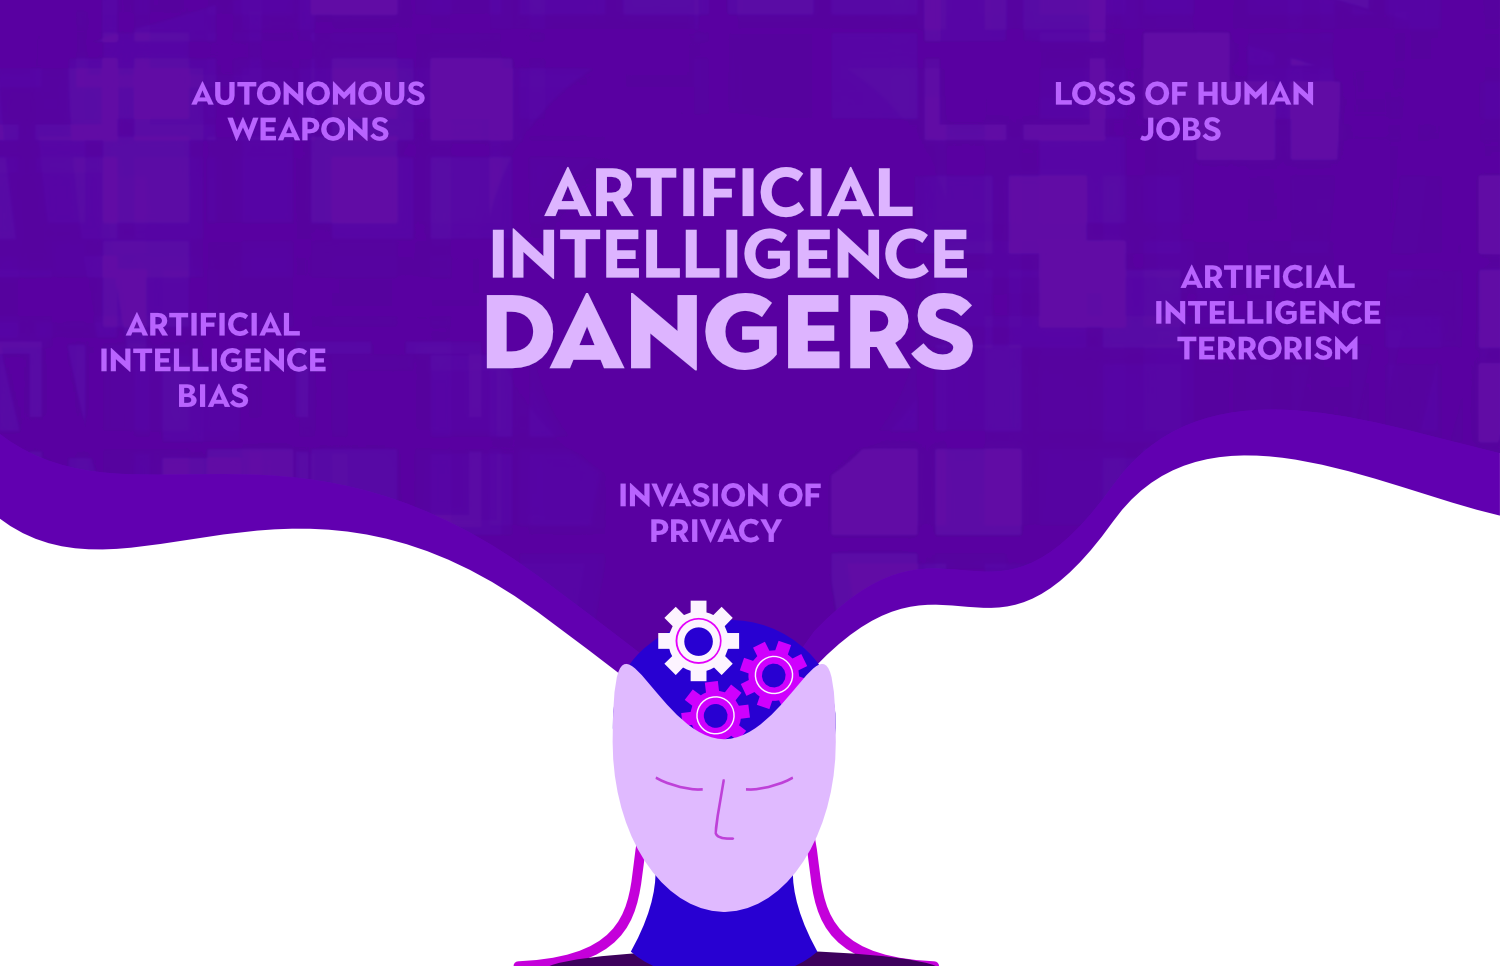 AUTONOMOUS
WEAPONS
LOSS OF HUMAN
JOBS
ARTIFICIAL
INTELLIGENCE
DANGERS
ARTIFICIAL
INTELLIGENCE
BIAS
ARTIFICIAL
INTELLIGENCE
TERRORISM
INVASION OF
PRIVACY